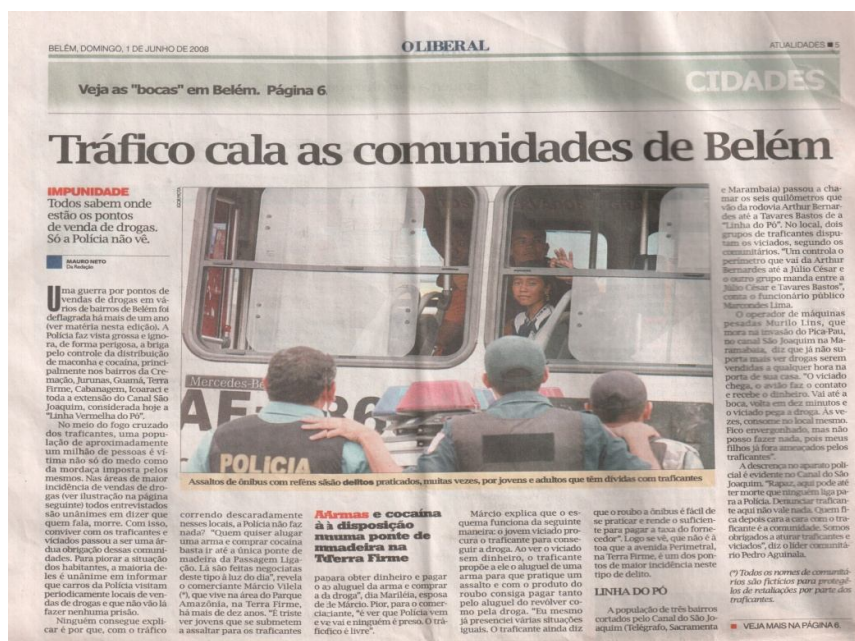 BELÉM, DOMINGO, 1 DE JUNHO DE 2008
O LIBERAL
ATUALIDADES ■ 5
Veja as "bocas" em Belém. Página 6
CIDADES
Tráfico cala as comunidades de Belém
IMPUNIDADE
Todos sabem onde
estão os pontos
de venda de drogas.
Só a Polícia não vê.
MAURO NETO
Da Redação
Uma guerra por pontos de
vendas de drogas em vá-
rios de bairros de Belém foi
deflagrada há mais de um ano
(ver matéria nesta edição). A
Polícia faz vista grossa e igno-
ra, de forma perigosa, a briga
pelo controle da distribuição
de maconha e cocaína, princi-
palmente nos bairros da Cre-
mação, Jurunas, Guamá, Terra
Firme, Cabanagem, Icoaraci e
toda a extensão do Canal São
Joaquim, considerada hoje a
"Linha Vermelha do Pó".
No meio do fogo cruzado
dos traficantes, uma popu-
lação de aproximadamente
um milhão de pessoas é ví-
tima não só do medo como
da mordaça imposta pelos
mesmos. Nas áreas de maior
incidência de vendas de dro-
gas (ver ilustração na página
seguinte) todos entrevistados
são unânimes em dizer que
quem fala, morre. Com isso,
conviver com os traficantes e
viciados passou a ser uma ár-
dua obrigação dessas comuni-
dades. Para piorar a situação
dos habitantes, a maioria de-
les é unânime em informar
que carros da Polícia visitam
periodicamente locais de ven-
das de drogas e que não vão lá
fazer nenhuma prisão.
Ninguém consegue expli-
car é por que, com o tráfico
Mercedes-Be
AF
36
POLICIA
Assaltos de ônibus com reféns sãsão delitos praticados, muitas vezes, por jovens e adultos que têm dívidas com traficantes
correndo descaradamente
nesses locais, a Polícia não faz
nada? "Quem quiser alugar
uma arma e comprar cocaína
basta ir até a única ponte de
madeira da Passagem Liga-
ção. Lá são feitas negociatas
deste tipo à luz do dia", revela
o comerciante Márcio Vilela
(*), que vive na área do Parque
Amazônia, na Terra Firme,
há mais de dez anos. "É triste
ver jovens que se submetem
a assaltar para os traficantes
AArmas e cocaína
àà disposição
nnuma ponte de
mmadeira na
TdTerra Firme
papara obter dinheiro e pagar
o ao aluguel da arma e comprar
a da droga", diz Mariléia, esposa
de de Márcio. Pior, para o comer-
ciaciante, "é ver que Polícia vem
e ve vai e ninguém é preso. O trá-
fico é livre".
Márcio explica que o es-
quema funciona da seguinte
maneira: o jovem viciado pro-
cura o traficante para conse-
guir a droga. Ao ver o viciado
sem dinheiro, o traficante
propõe a ele o aluguel de uma
arma para que pratique um
assalto e com o produto do
roubo consiga pagar tanto
pelo aluguel do revólver como
pela droga. "Eu mesmo
já presenciei várias situações
iguais. O traficante ainda diz
que o roubo a ônibus é fácil de
se praticar e rende o suficien-
te para pagar a taxa do forne-
cedor". Logo se vê, que não é à
toa que a avenida Perimetral,
na Terra Firme, é um dos pon-
tos de maior incidência neste
tipo de delito.
LINHA DO PÓ
A população de três bairros
cortados pelo Canal do São Jo-
aquim (Telégrafo, Sacramenta
e Marambaia) passou a cha-
mar os seis quilômetros que
vão da rodovia Arthur Bernar-
des até a Tavares Bastos de a
"Linha do Pó". No local, dois
grupos de traficantes dispu-
tam os viciados, segundo os
comunitários. "Um controla o
perímetro que vai da Arthur
Bernardes até a Júlio César e
o outro grupo manda entre a
Júlio César e Tavares Bastos",
conta o funcionário público
Marcondes Lima.
O operador de máquinas
pesadas Murilo Lins, que
mora na invasão do Pica-Pau,
no canal São Joaquim na Ma-
rambaia, diz que já não su-
porta mais ver drogas serem
vendidas a qualquer hora na
porta de sua casa. "O viciado
chega, o avião faz o contato
e recebe o dinheiro. Vai até a
boca, volta em dez minutos e
o viciado pega a droga. Às ve-
zes, consome no local mesmo.
Fico envergonhado, mas não
posso fazer nada, pois meus
filhos já foram ameaçados pelos
traficantes".
A descrença no aparato poli-
cial é evidente no Canal do São
Joaquim. "Rapaz, aqui pode até
ter morte que ninguém liga pa-
ra a Polícia. Denunciar trafican-
te aqui não vale nada. Quem fi-
ca depois cara a cara com o tra-
ficante é a comunidade. Somos
obrigados a aturar traficantes e
viciados", diz o líder comunitá-
rio Pedro Aguinala.
(*) Todos os nomes de comunitá-
rios são fictícios para protegê-
los de retaliações por parte dos
traficantes.
■ VEJA MAIS NA PÁGINA 6.